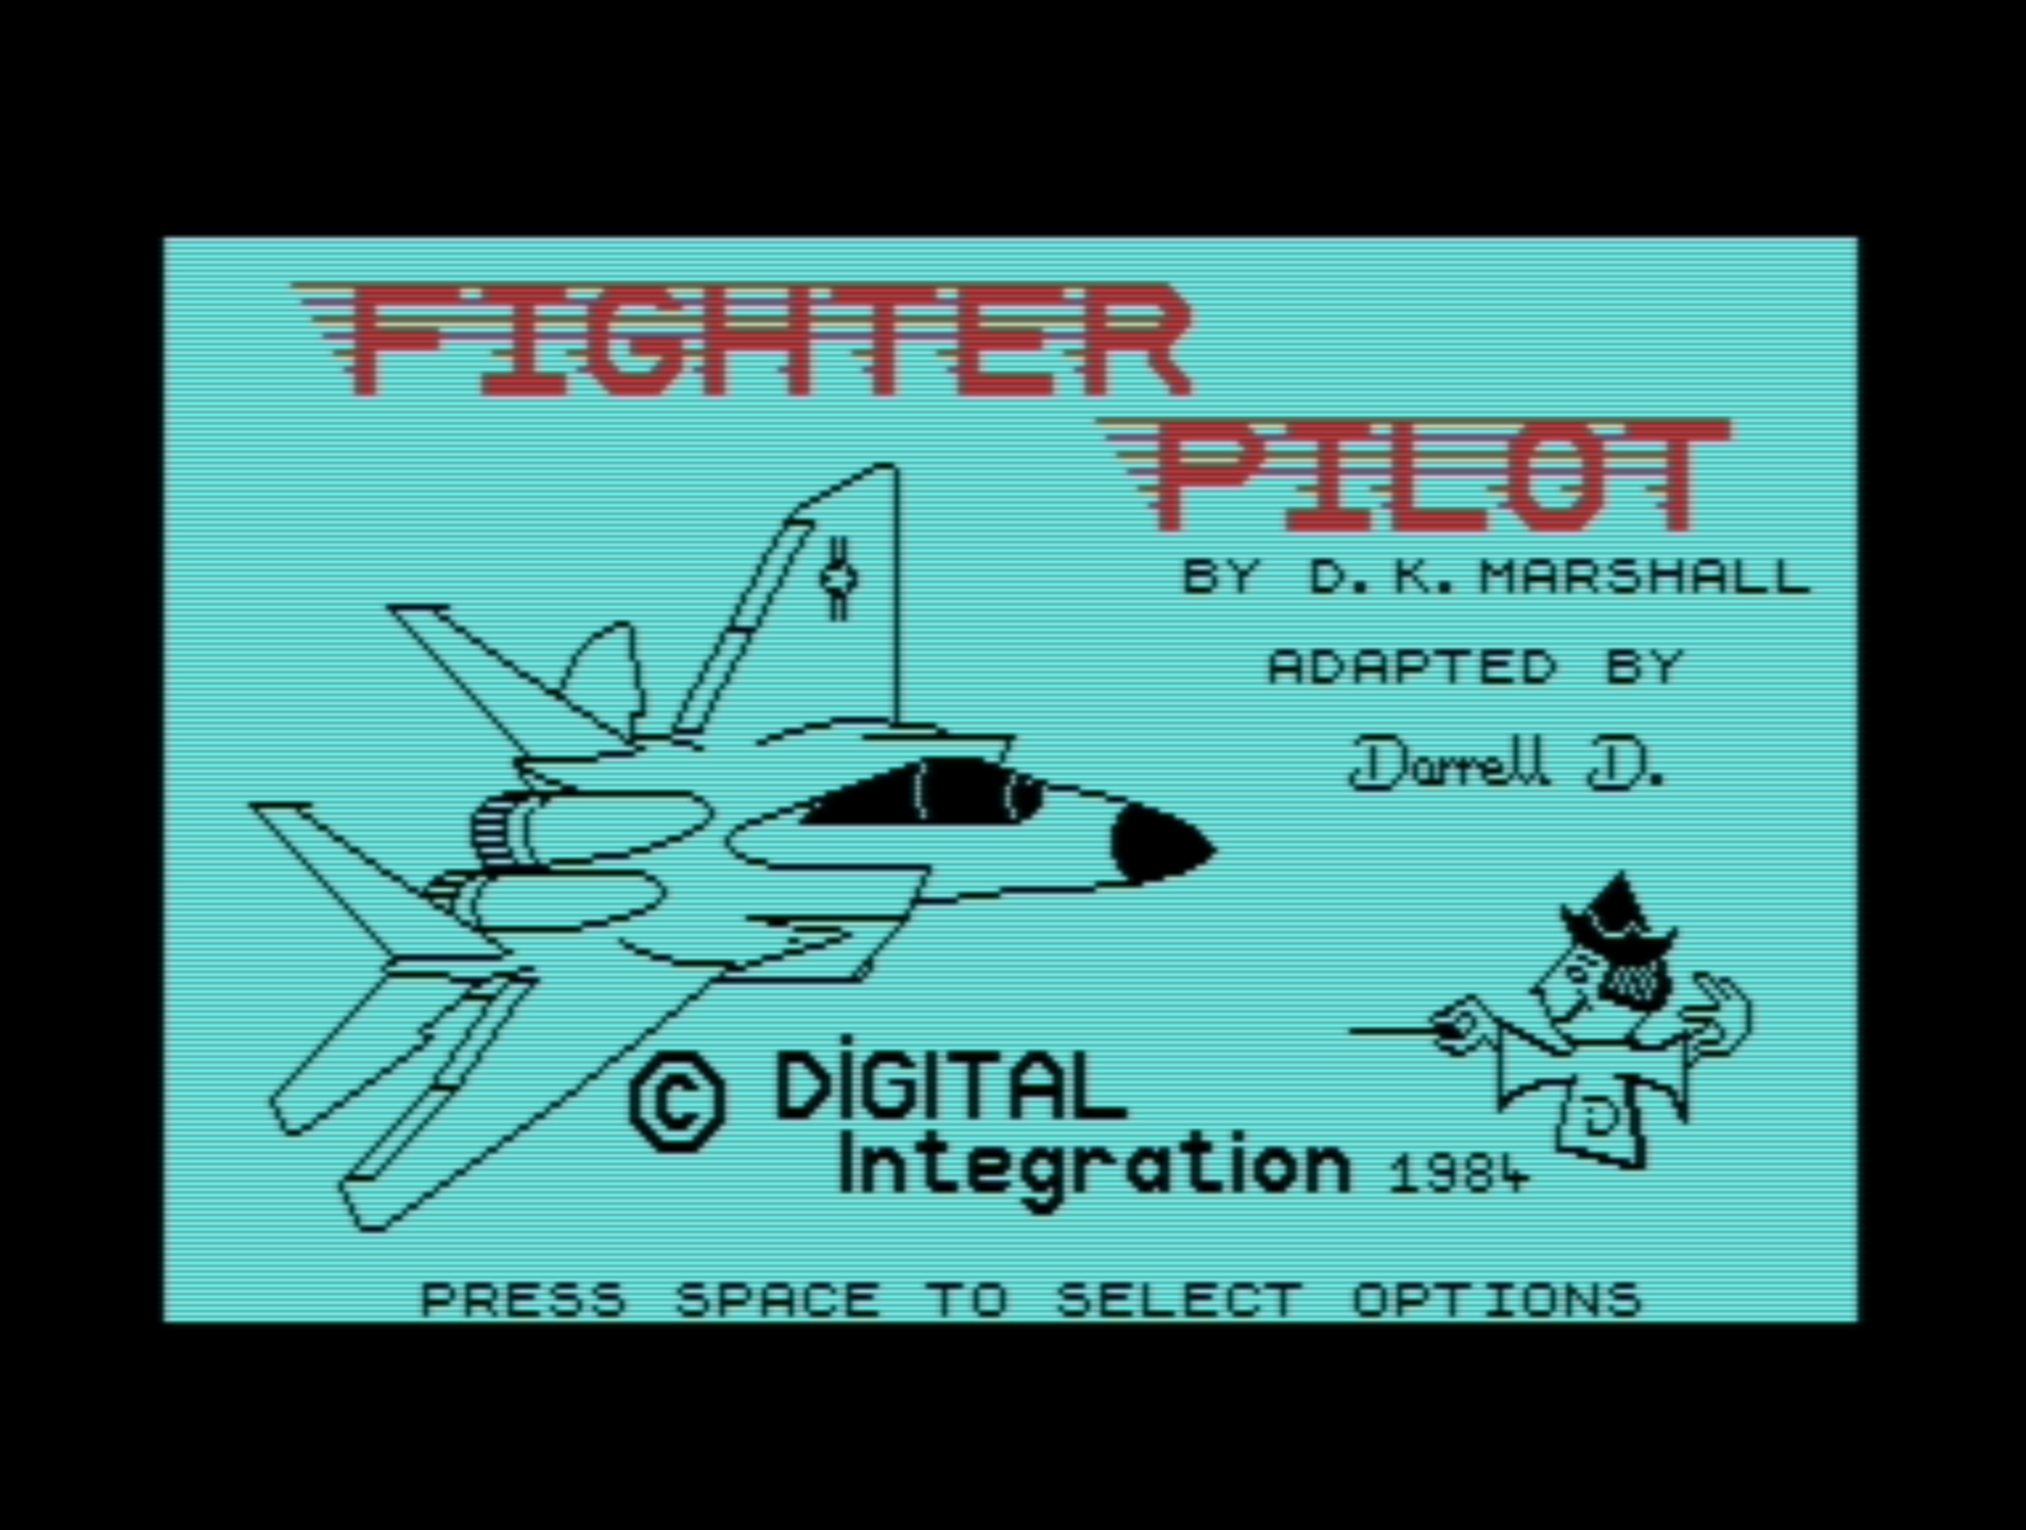 FIGHTER
PILOT
BY D.K.MARSHALL
ADAPTED BY
Darrell D.
D
© DiGITAL
Integration 1984
PRESS SPACE TO SELECT OPTIONS